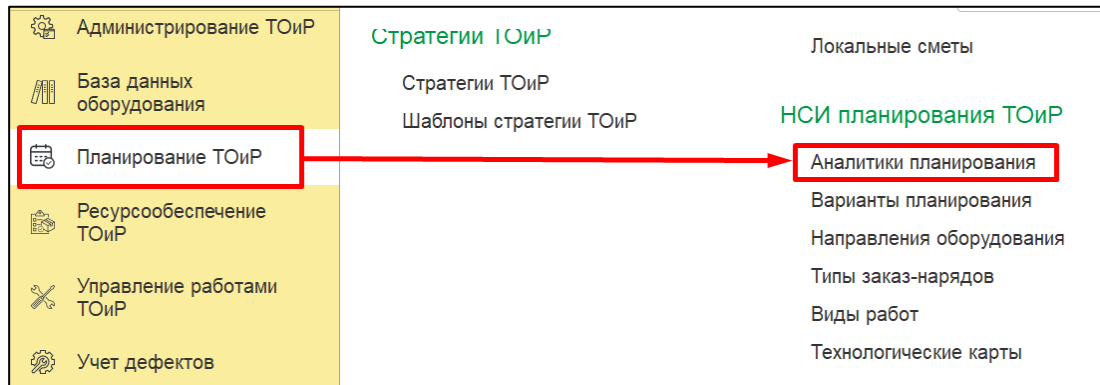 Администрирование ТОиР
База данных
оборудования
Планирование ТОиР
Ресурсообеспечение
ТОиР
Управление работами
ТОиР
Учет дефектов
Стратегии ТОиР
Стратегии ТОиР
Шаблоны стратегии ТОиР
Локальные сметы
НСИ планирования ТОиР
Аналитики планирования
Варианты планирования
Направления оборудования
Типы заказ-нарядов
Виды работ
Технологические карты